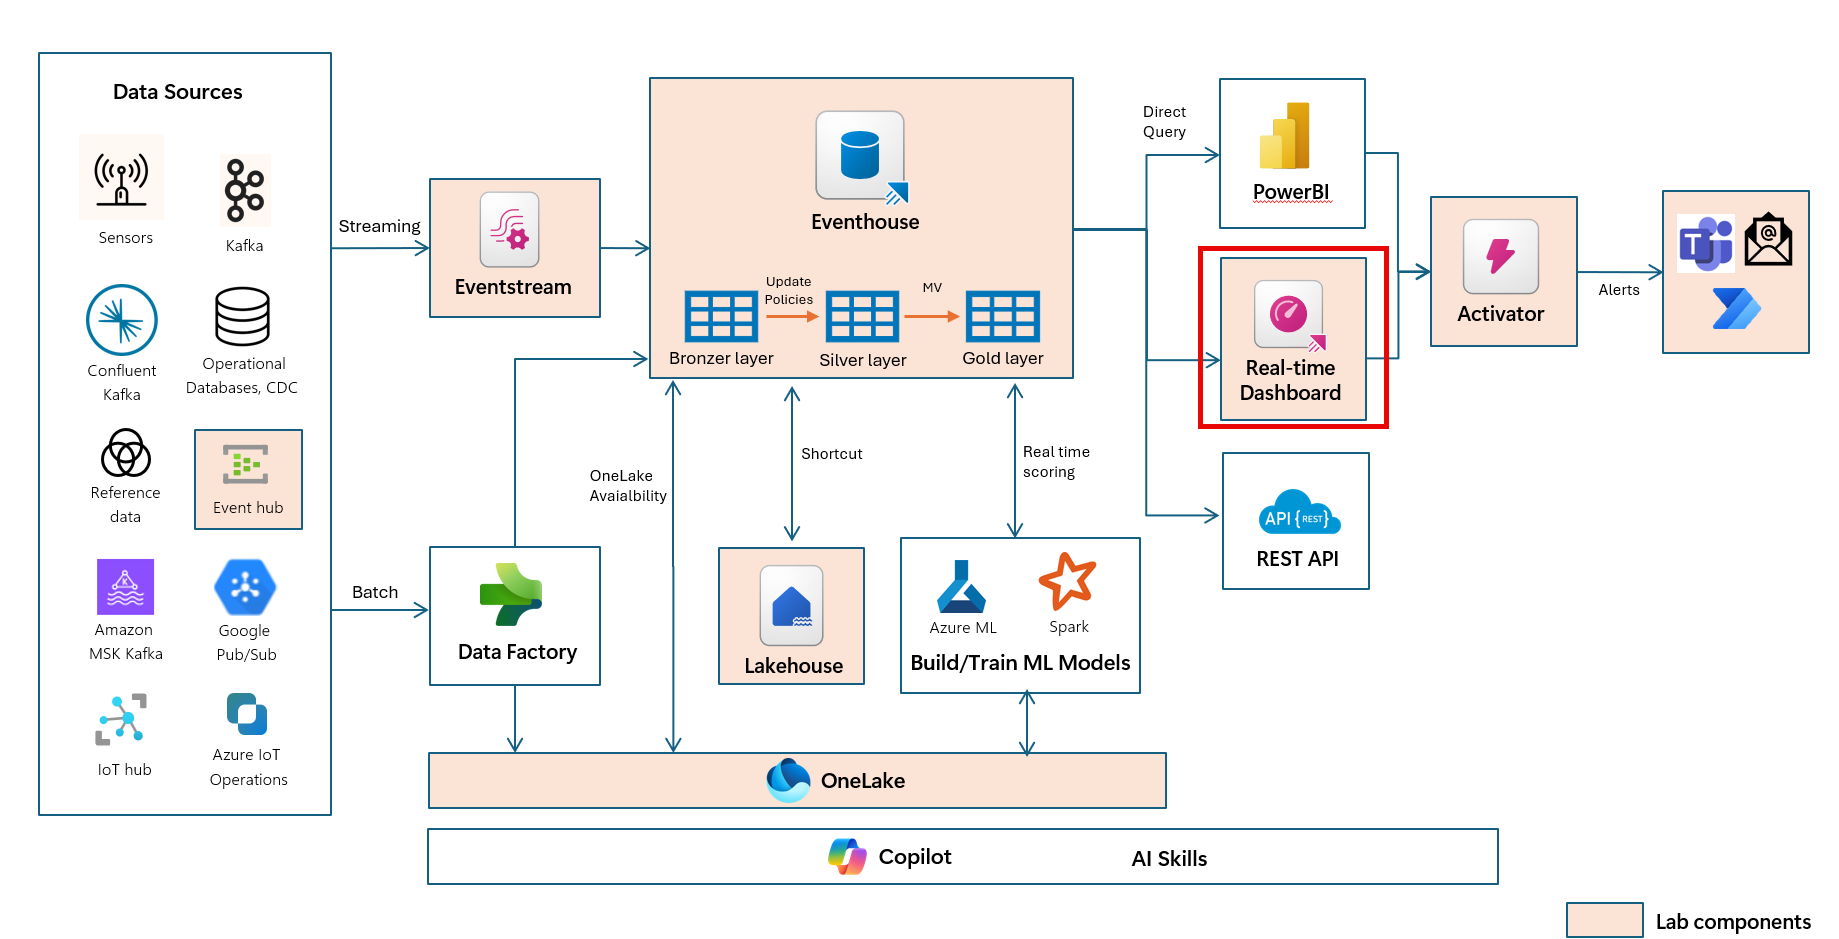 Data Sources
Sensors
Kafka
Confluent
Kafka
Operational
Databases, CDC
Reference
data
Event hub
Amazon
MSK Kafka
Google
Pub/Sub
IoT hub
Azure IoT
Operations
Streaming
Batch
Eventstream
Data Factory
Eventhouse
Update
Policies
MV
Bronzer layer
Silver layer
Gold layer
OneLake
Avaialbility
Shortcut
Real time
scoring
Lakehouse
Azure ML
Spark
Build/Train ML Models
OneLake
Copilot
AI Skills
Direct
Query
PowerBI
Real-time
Dashboard
API {REST}
REST API
Activator
Alerts
T
@
Lab components